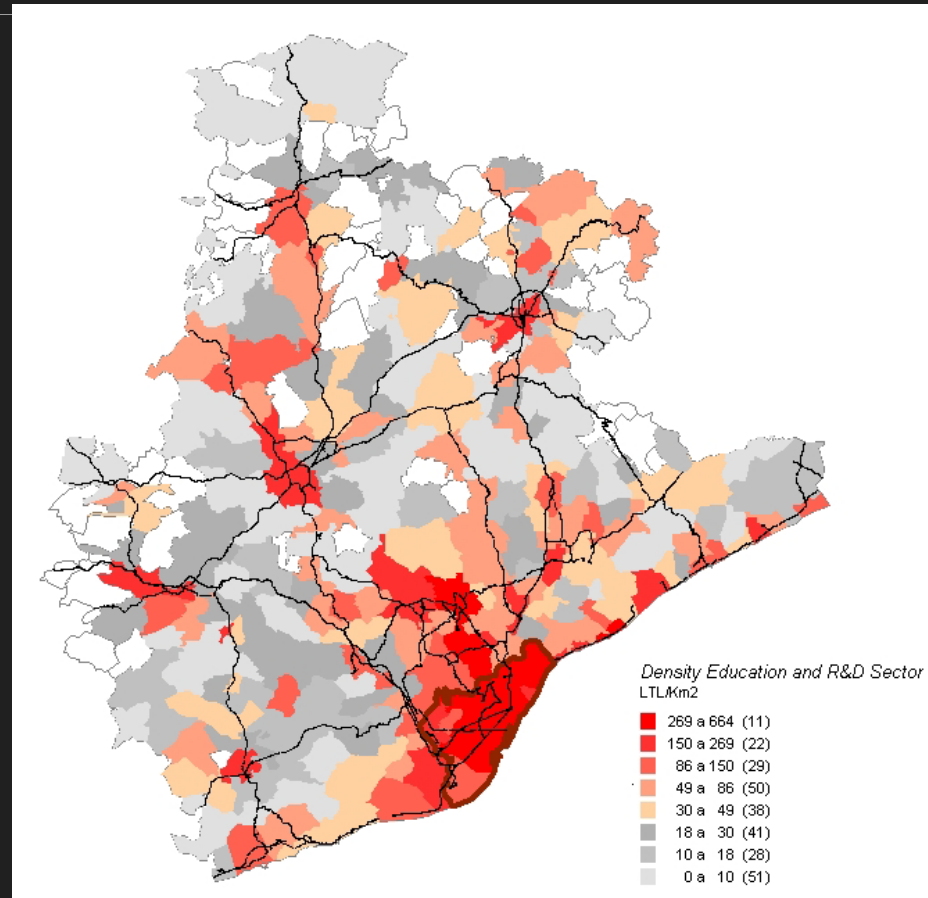 Density Education and R&D Sector
LTL/Km2
269 a 664 (11)
150 a 269 (22)
86 a 150 (29)
49 a 86 (50)
30 a 49 (38)
18 a 30 (41)
10 a 18 (28)
0 a 10 (51)